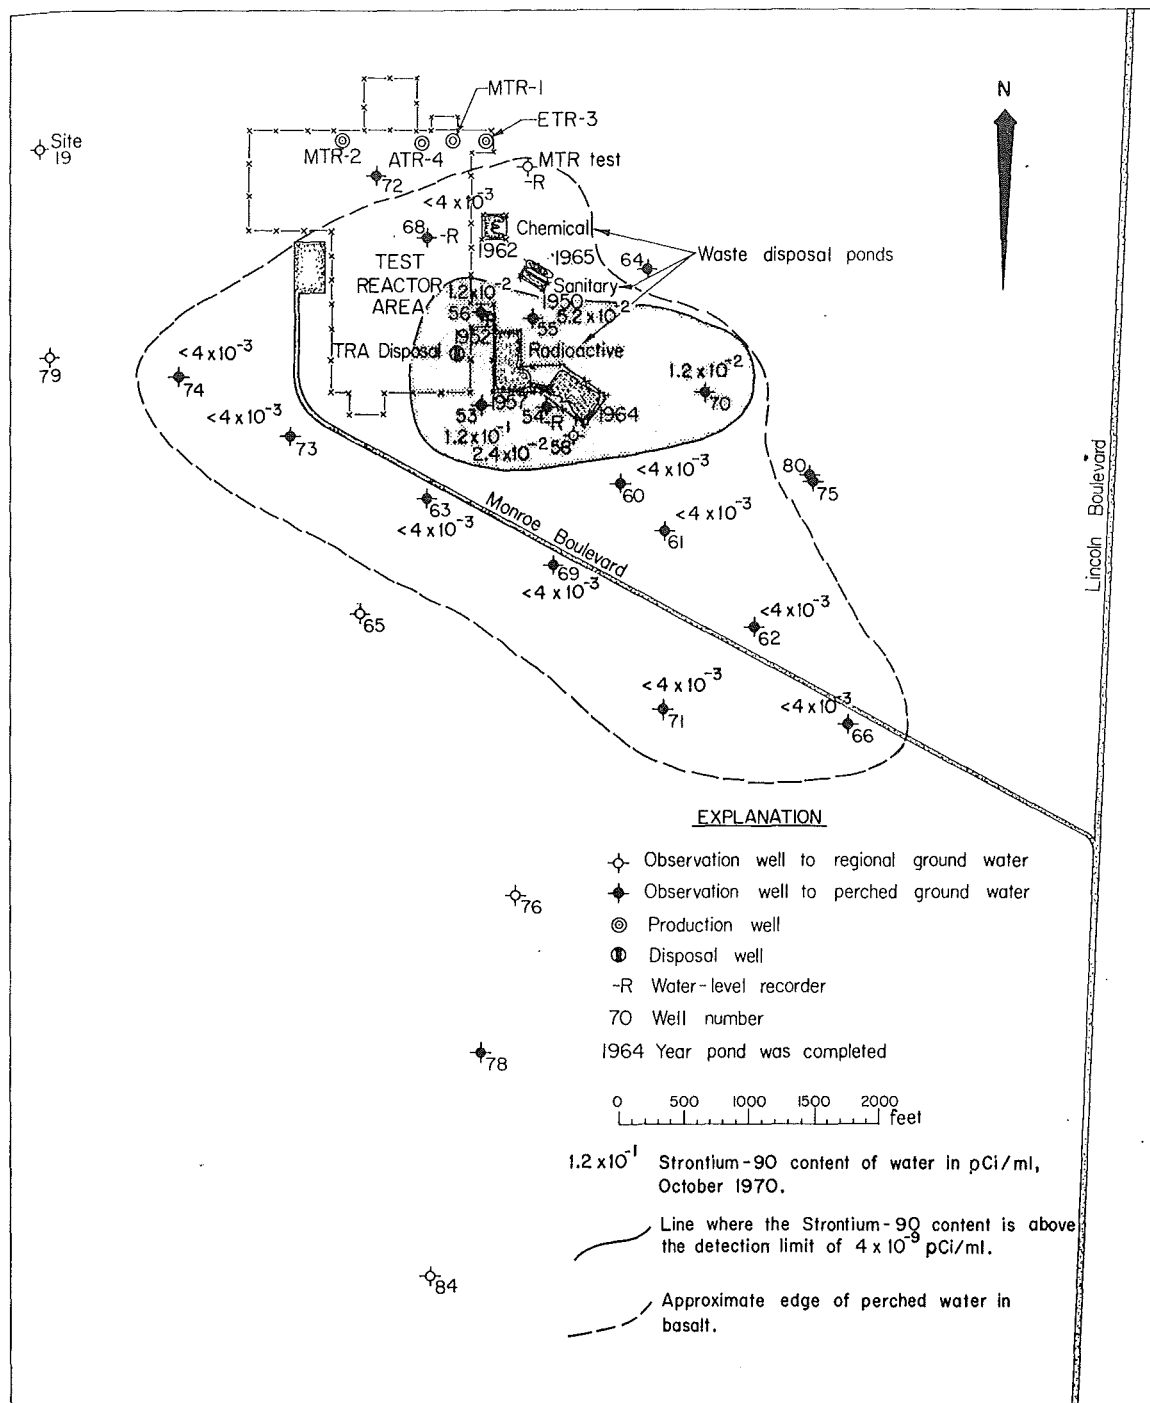 N
MTR-1
ETR-3
Site
19
MTR-2
ATR-4
MTR test
-R
72
<4 x 10⁻³
68
-R
Chemical
1962
1965
64
Waste disposal ponds
TEST
REACTOR
AREA
Sanitary
1950
1.2 x 10⁻²
5.2 x 10⁻²
56
55
1952
TRA Disposal
Radioactive
79
<4 x 10⁻³
74
1.2 x 10⁻²
70
<4 x 10⁻³
73
53
1957
54
-R
1964
1.2 x 10⁻¹
2.4 x 10⁻²
58
<4 x 10⁻³
60
80
75
63
<4 x 10⁻³
<4 x 10⁻³
61
Monroe Boulevard
Lincoln Boulevard
69
<4 x 10⁻³
<4 x 10⁻³
62
65
<4 x 10⁻³
71
<4 x 10⁻³
66
EXPLANATION
Observation well to regional ground water
Observation well to perched ground water
Production well
Disposal well
-R Water-level recorder
70 Well number
1964 Year pond was completed
0 500 1000 1500 2000
feet
1.2 x 10⁻¹ Strontium-90 content of water in pCi/ml,
October 1970.
Line where the Strontium-90 content is above
the detection limit of 4 x 10⁻⁹ pCi/ml.
Approximate edge of perched water in
basalt.
76
78
84